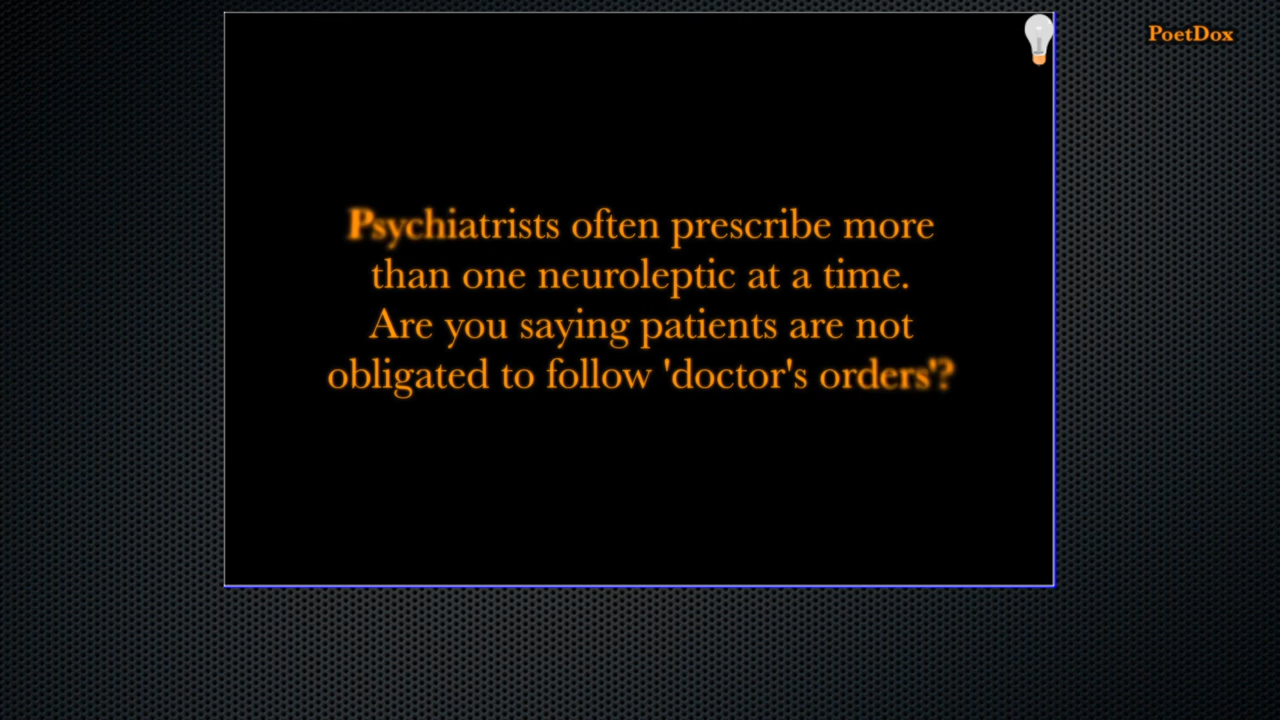 PoetDox
Psychiatrists often prescribe more
than one neuroleptic at a time.
Are you saying patients are not
obligated to follow 'doctor's orders'?